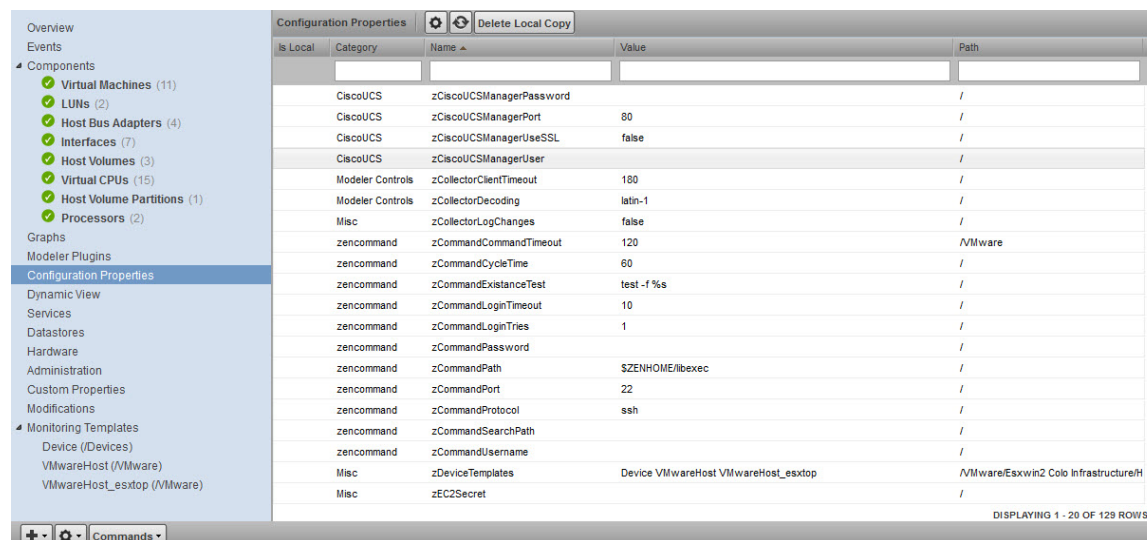 Overview
Events
Components
Virtual Machines (11)
LUNs (2)
Host Bus Adapters (4)
Interfaces (7)
Host Volumes (3)
Virtual CPUs (15)
Host Volume Partitions (1)
Processors (2)
Graphs
Modeler Plugins
Configuration Properties
Dynamic View
Services
Datastores
Hardware
Administration
Custom Properties
Modifications
Monitoring Templates
Device (/Devices)
VMwareHost (/VMware)
VMwareHost_esxtop (/VMware)
Commands
Configuration Properties Delete Local Copy
Is Local Category Name Value Path
CiscoUCS zCiscoUCSManagerPassword /
CiscoUCS zCiscoUCSManagerPort 80 /
CiscoUCS zCiscoUCSManagerUseSSL false /
CiscoUCS zCiscoUCSManagerUser /
Modeler Controls zCollectorClientTimeout 180 /
Modeler Controls zCollectorDecoding latin-1 /
Misc zCollectorLogChanges false /
zencommand zCommandCommandTimeout 120 /VMware
zencommand zCommandCycleTime 60 /
zencommand zCommandExistanceTest test -f %s /
zencommand zCommandLoginTimeout 10 /
zencommand zCommandLoginTries 1 /
zencommand zCommandPassword /
zencommand zCommandPath $ZENHOME/libexec /
zencommand zCommandPort 22 /
zencommand zCommandProtocol ssh /
zencommand zCommandSearchPath /
zencommand zCommandUsername /
Misc zDeviceTemplates Device VMwareHost VMwareHost_esxtop /VMware/Esxwin2 Colo Infrastructure/H
Misc zEC2Secret /
DISPLAYING 1 - 20 OF 129 ROWS